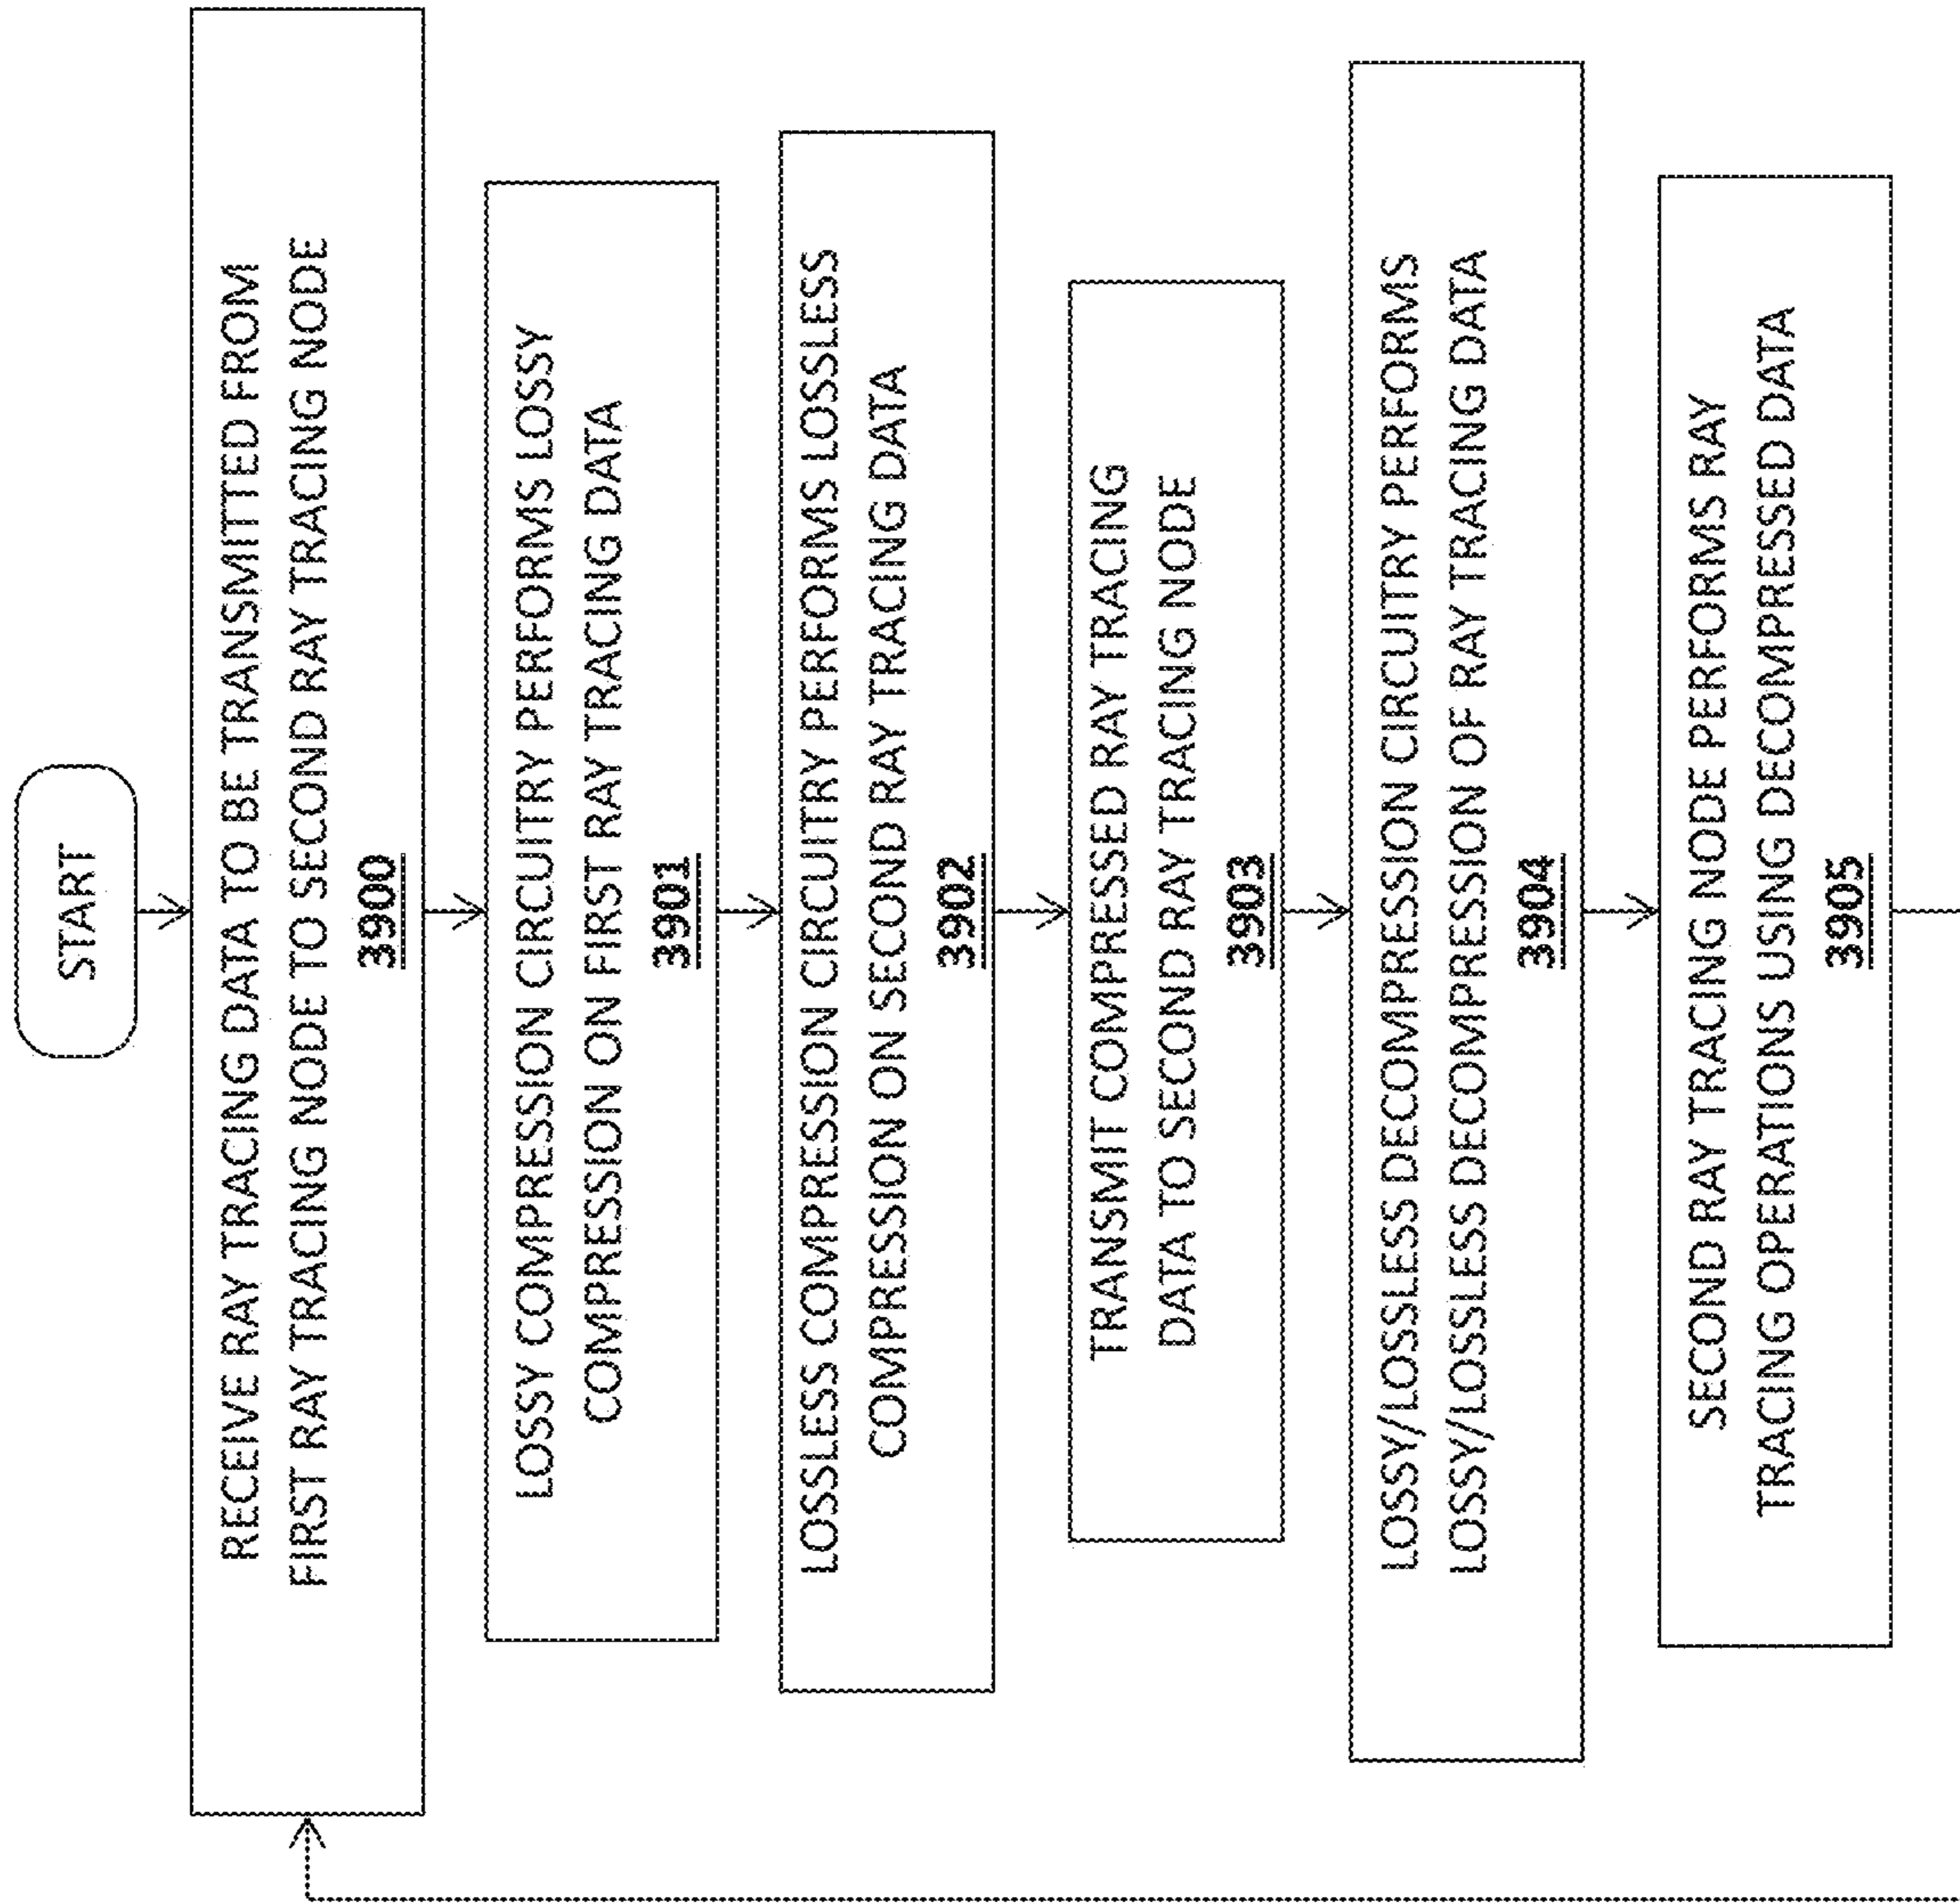 START
RECEIVE RAY TRACING DATA TO BE TRANSMITTED FROM
FIRST RAY TRACING NODE TO SECOND RAY TRACING NODE
3900
LOSSY COMPRESSION CIRCUITRY PERFORMS LOSSY
COMPRESSION ON FIRST RAY TRACING DATA
3901
LOSSLESS COMPRESSION CIRCUITRY PERFORMS LOSSLESS
COMPRESSION ON SECOND RAY TRACING DATA
3902
TRANSMIT COMPRESSED RAY TRACING
DATA TO SECOND RAY TRACING NODE
3903
LOSSY/LOSSLESS DECOMPRESSION CIRCUITRY PERFORMS
LOSSY/LOSSLESS DECOMPRESSION OF RAY TRACING DATA
3904
SECOND RAY TRACING NODE PERFORMS RAY
TRACING OPERATIONS USING DECOMPRESSED DATA
3905